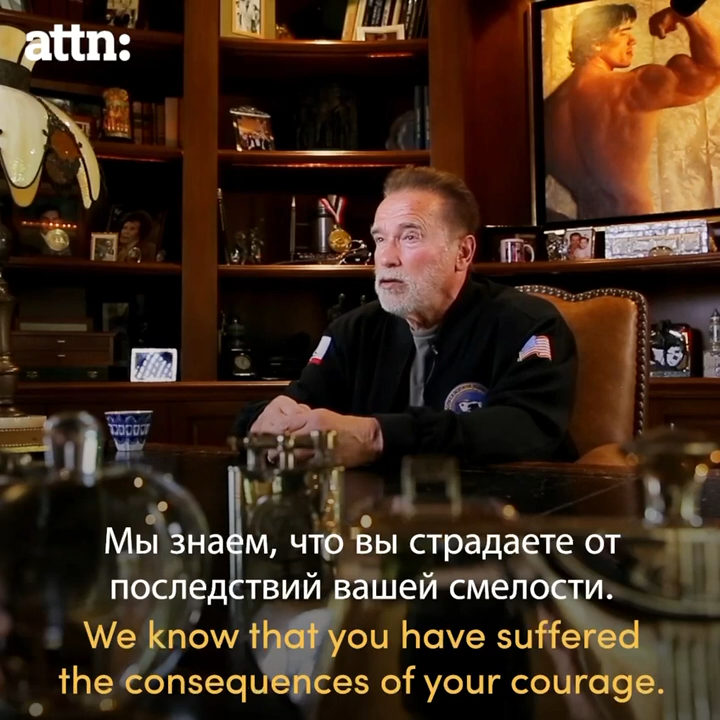 attn:
Мы знаем, что вы страдаете от
последствий вашей смелости.
We know that you have suffered
the consequences of your courage.